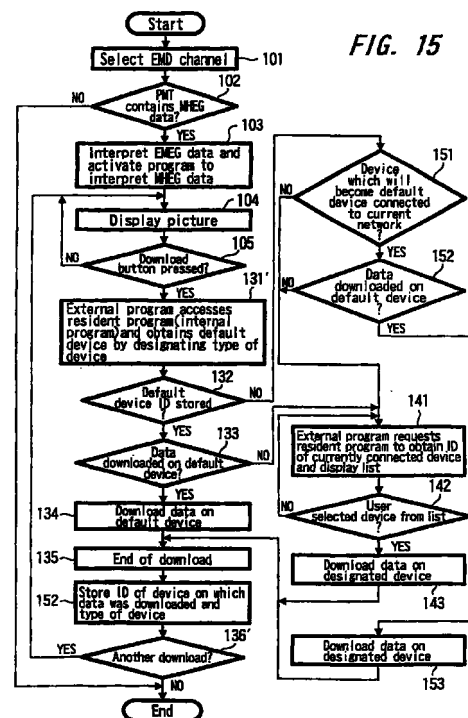 Start
FIG. 15
Select EMD channel
101
102
PMT
contains MHEG
data?
NO
YES
103
Interpret EMEG data and
activate program to
interpret MHEG data
104
Display picture
105
Download
button pressed?
NO
YES
131'
External program accesses
resident program(internal
program)and obtains default
device by designating type of
device
132
Default
device ID stored
?
NO
YES
133
Data
downloaded on default
device?
NO
YES
134
Download data on
default device
135
End of download
152
Store ID of device on which
data was downloaded and
type of device
136'
Another download?
YES
NO
End
151
Device
which will
become default
device connected
to current
network
?
NO
YES
152
Data
downloaded on
default device
?
NO
YES
141
External program requests
resident program to obtain ID
of currently connected device
and display list
142
User
selected device from list
?
NO
YES
Download data on
designated device
143
Download data on
designated device
153